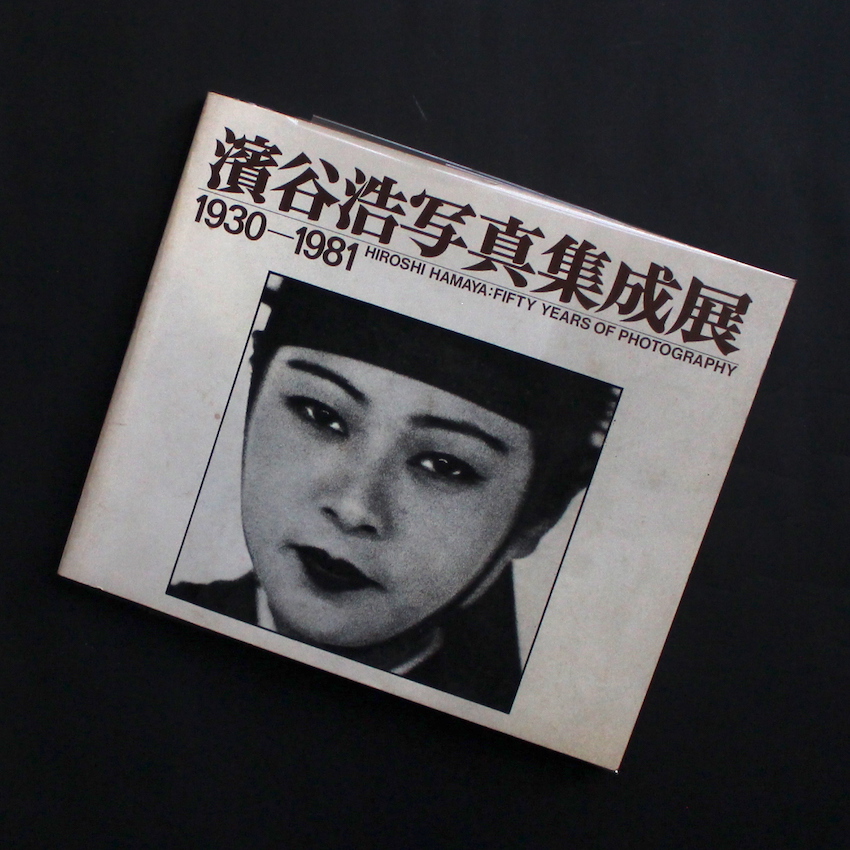 濱谷浩写真集成展
1930—1981 HIROSHI HAMAYA:FIFTY YEARS OF PHOTOGRAPHY